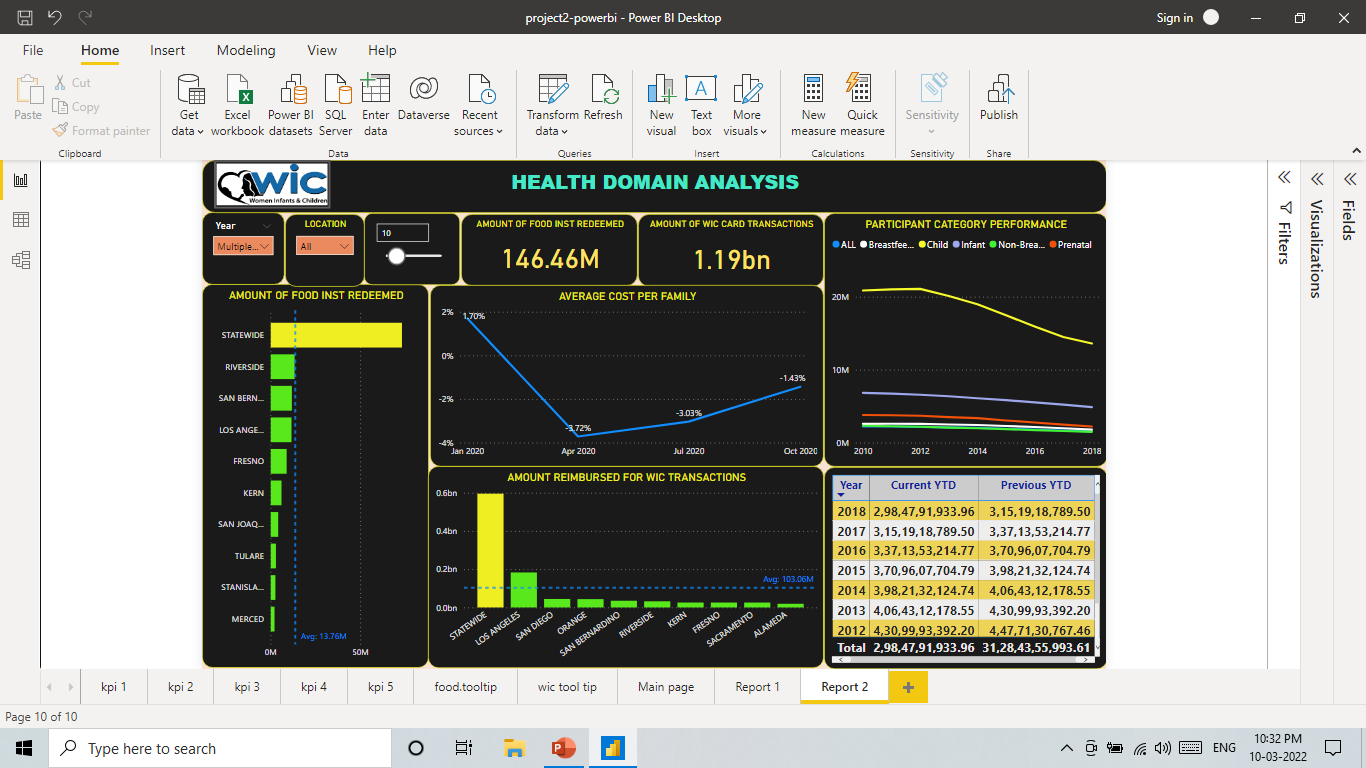 project2-powerbi - Power BI Desktop
Sign in
File Home Insert Modeling View Help
Paste
Cut
Copy
Format painter
Clipboard
Get data
Excel workbook
Power BI datasets
SQL Server
Enter data
Dataverse
Recent sources
Data
Transform data
Refresh
Queries
New visual
Text box
More visuals
Insert
New measure
Quick measure
Calculations
Sensitivity
Sensitivity
Publish
Share
WIC
Women Infants & Children
HEALTH DOMAIN ANALYSIS
Year
Multiple...
LOCATION
All
10
AMOUNT OF FOOD INST REDEEMED
146.46M
AMOUNT OF WIC CARD TRANSACTIONS
1.19bn
PARTICIPANT CATEGORY PERFORMANCE
ALL Breastfee... Child Infant Non-Brea... Prenatal
20M
10M
0M
2010 2012 2014 2016 2018
AMOUNT OF FOOD INST REDEEMED
STATEWIDE
RIVERSIDE
SAN BERN...
LOS ANGE...
FRESNO
KERN
SAN JOAQ...
TULARE
STANISLA...
MERCED
Avg: 13.76M
0M 50M
AVERAGE COST PER FAMILY
2%
0%
-2%
-4%
1.70%
-3.72%
-3.03%
-1.43%
Jan 2020 Apr 2020 Jul 2020 Oct 2020
AMOUNT REIMBURSED FOR WIC TRANSACTIONS
0.6bn
0.4bn
0.2bn
0.0bn
Avg: 103.06M
STATEWIDE
LOS ANGELES
SAN DIEGO
ORANGE
SAN BERNARDINO
RIVERSIDE
KERN
FRESNO
SACRAMENTO
ALAMEDA
Year Current YTD Previous YTD
2018 2,98,47,91,933.96 3,15,19,18,789.50
2017 3,15,19,18,789.50 3,37,13,53,214.77
2016 3,37,13,53,214.77 3,70,96,07,704.79
2015 3,70,96,07,704.79 3,98,21,32,124.74
2014 3,98,21,32,124.74 4,06,43,12,178.55
2013 4,06,43,12,178.55 4,30,99,93,392.20
2012 4,30,99,93,392.20 4,47,71,30,767.46
Total 2,98,47,91,933.96 31,28,43,55,993.61
Filters
Visualizations
Fields
kpi 1 kpi 2 kpi 3 kpi 4 kpi 5 food.tooltip wic tool tip Main page Report 1 Report 2
Page 10 of 10
Type here to search
ENG
10:32 PM
10-03-2022